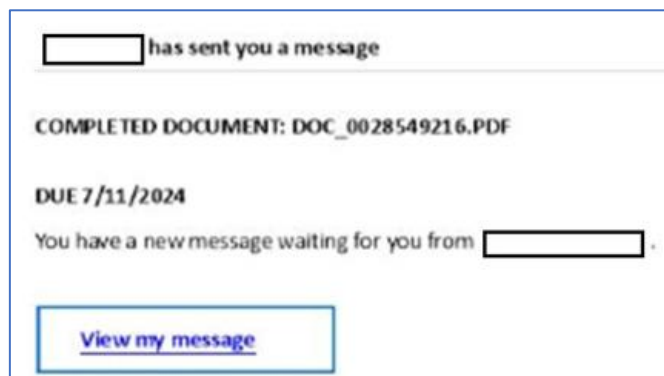 has sent you a message
COMPLETED DOCUMENT: DOC_0028549216.PDF
DUE 7/11/2024
You have a new message waiting for you from .
View my message